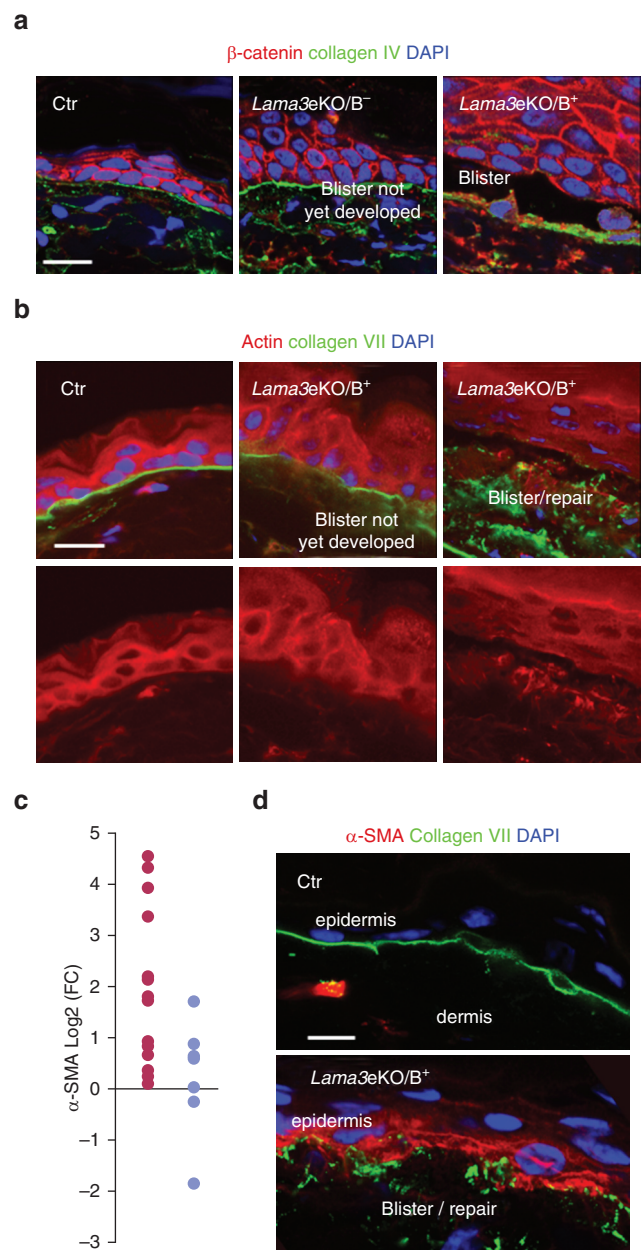 a
β-catenin collagen IV DAPI
Ctr
Lama3eKO/B⁻
Blister not
yet developed
Lama3eKO/B⁺
Blister
b
Actin collagen VII DAPI
Ctr
Lama3eKO/B⁺
Blister not
yet developed
Lama3eKO/B⁺
Blister/repair
c
α-SMA Log2 (FC)
5
4
3
2
1
0
−1
−2
−3
d
α-SMA Collagen VII DAPI
Ctr
epidermis
dermis
Lama3eKO/B⁺
epidermis
Blister / repair